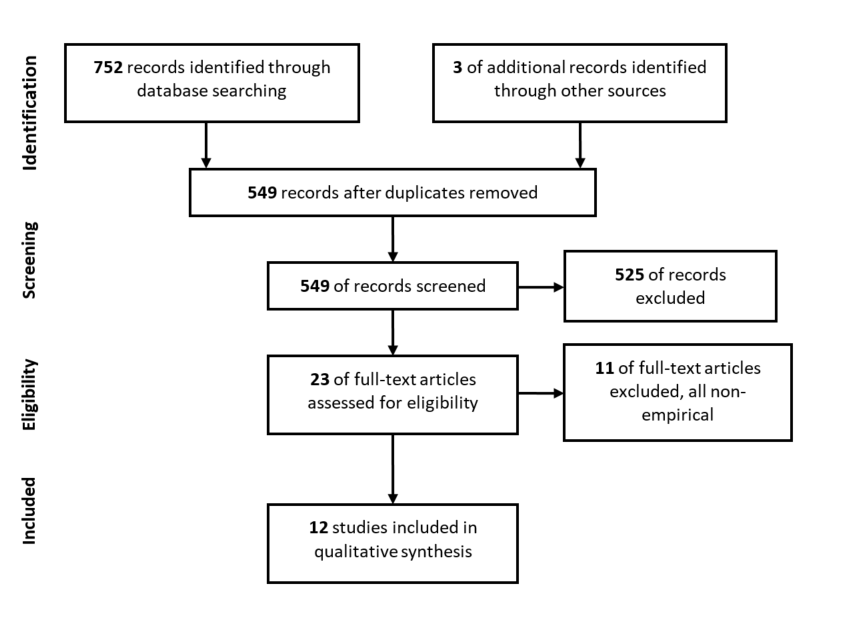 Identification
752 records identified through
database searching
3 of additional records identified
through other sources
549 records after duplicates removed
Screening
549 of records screened
525 of records
excluded
Eligibility
23 of full-text articles
assessed for eligibility
11 of full-text articles
excluded, all non-
empirical
Included
12 studies included in
qualitative synthesis